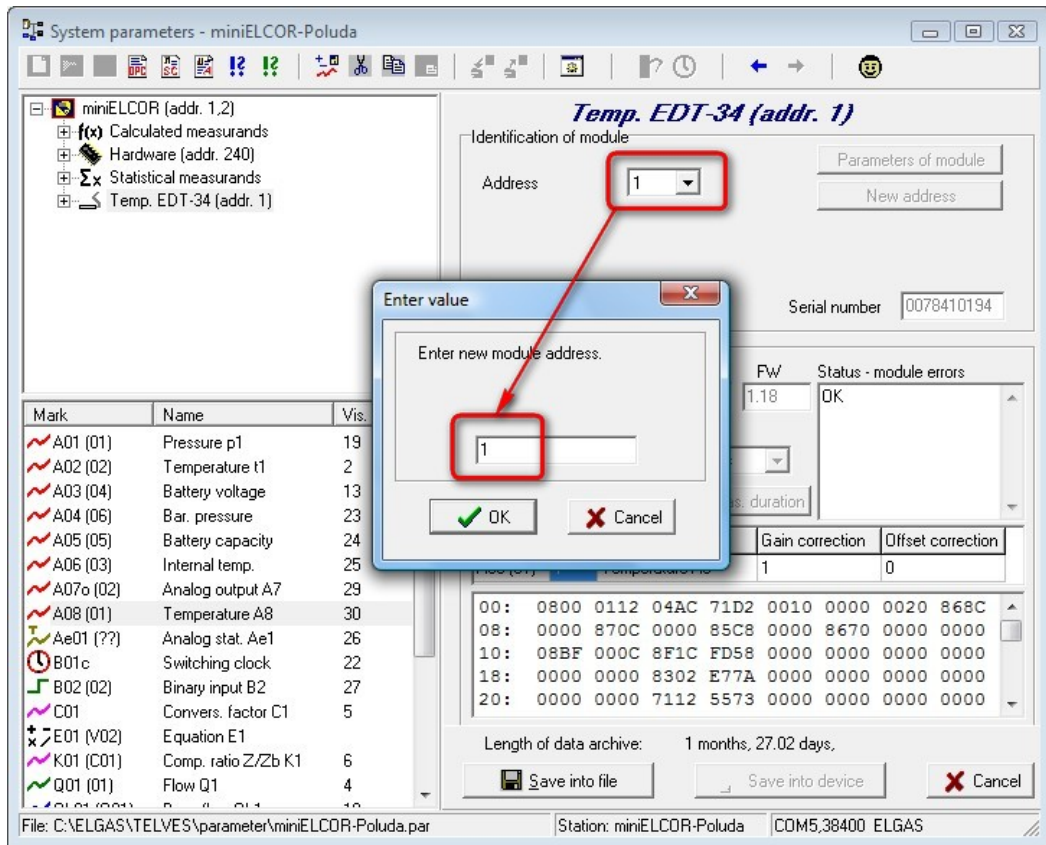 System parameters - miniELCOR-Poluda
miniELCOR (addr. 1,2)
f(x) Calculated measurands
Hardware (addr. 240)
Σx Statistical measurands
Temp. EDT-34 (addr. 1)
Temp. EDT-34 (addr. 1)
Identification of module
Address 1
Parameters of module
New address
Serial number 0078410194
Enter value
Enter new module address.
1
OK Cancel
FW Status - module errors
1.18 OK
duration
Gain correction Offset correction
1 0
Mark Name Vis.
A01 (01) Pressure p1 19
A02 (02) Temperature t1 2
A03 (04) Battery voltage 13
A04 (06) Bar. pressure 23
A05 (05) Battery capacity 24
A06 (03) Internal temp. 25
A07o (02) Analog output A7 29
A08 (01) Temperature A8 30
Ae01 (??) Analog stat. Ae1 26
B01c Switching clock 22
B02 (02) Binary input B2 27
C01 Convers. factor C1 5
E01 (V02) Equation E1
K01 (C01) Comp. ratio Z/Zb K1 6
Q01 (01) Flow Q1 4
00: 0800 0112 04AC 71D2 0010 0000 0020 868C
08: 0000 870C 0000 85C8 0000 8670 0000 0000
10: 08BF 000C 8F1C FD58 0000 0000 0000 0000
18: 0000 0000 8302 E77A 0000 0000 0000 0000
20: 0000 0000 7112 5573 0000 0000 0000 0000
Length of data archive: 1 months, 27.02 days,
Save into file Save into device Cancel
File: C:\ELGAS\TELVES\parameter\miniELCOR-Poluda.par Station: miniELCOR-Poluda COM5,38400 ELGAS